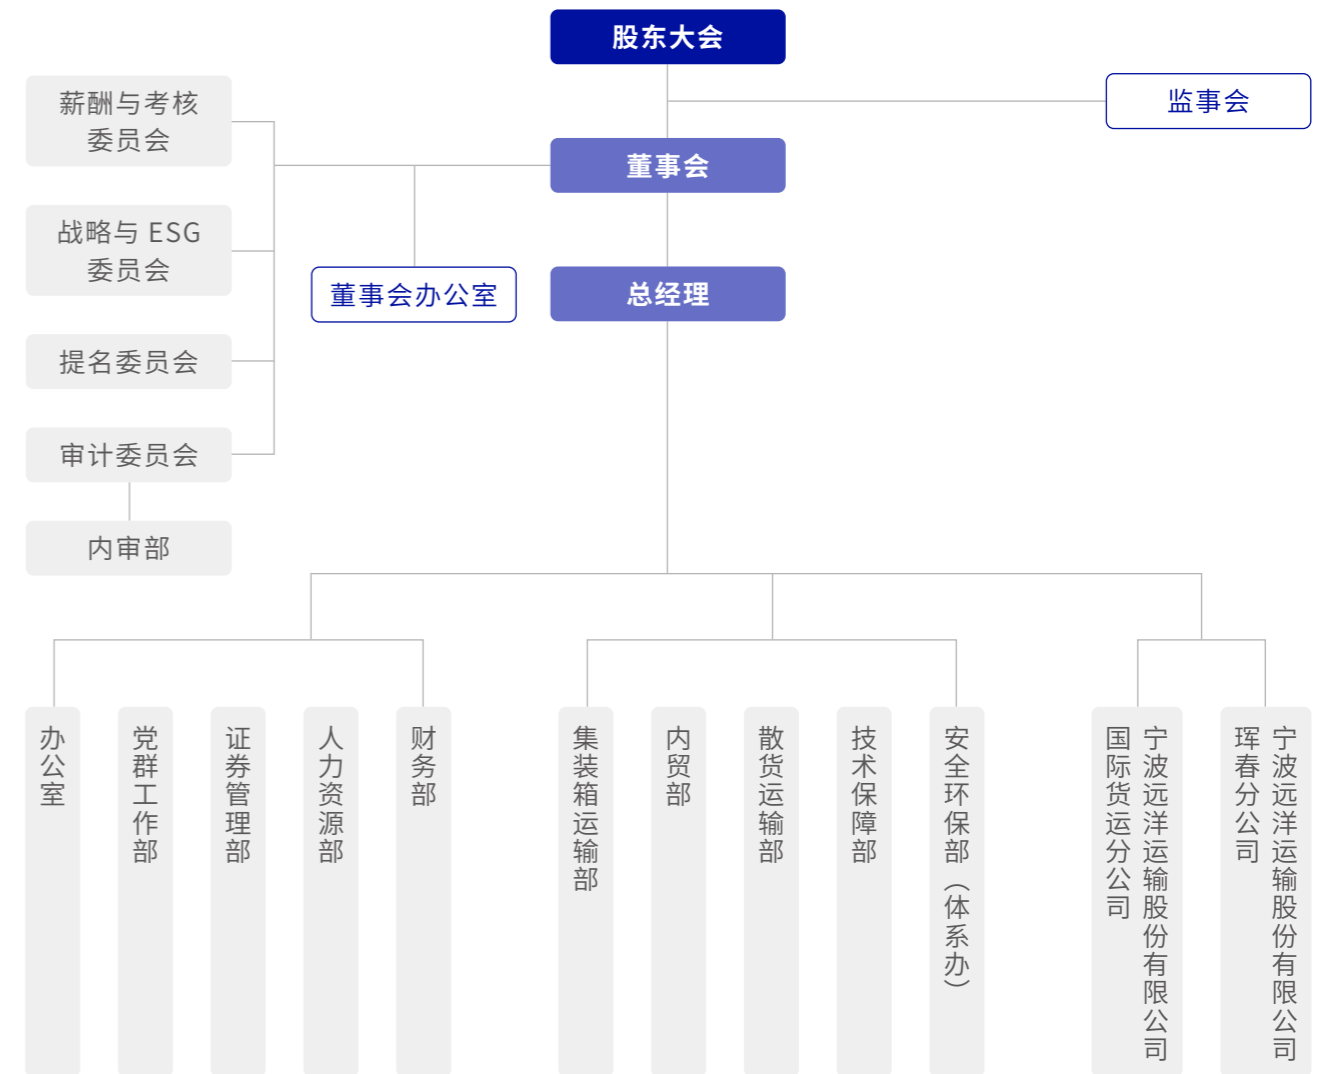 股东大会
监事会
薪酬与考核
委员会
董事会
战略与 ESG
委员会
董事会办公室
总经理
提名委员会
审计委员会
内审部
办公室
党群工作部
证券管理部
人力资源部
财务部
集装箱运输部
内贸部
散货运输部
技术保障部
安全环保部（体系办）
宁波远洋运输股份有限公司
国际货运分公司
宁波远洋运输股份有限公司
珲春分公司